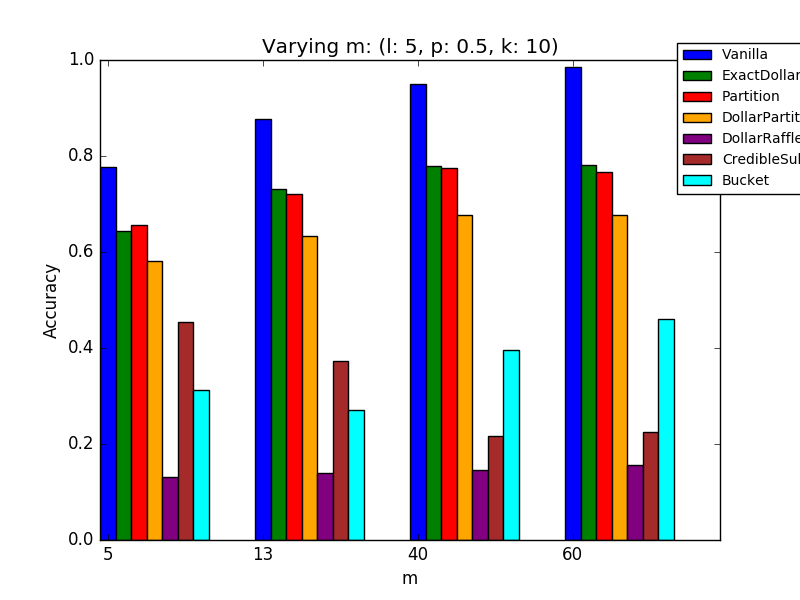 Varying m: (l: 5, p: 0.5, k: 10)
Vanilla
ExactDollar
Partition
DollarPartit
DollarRaffle
CredibleSu
Bucket
1.0
0.8
0.6
0.4
0.2
0.0
Accuracy
5 13 40 60
m